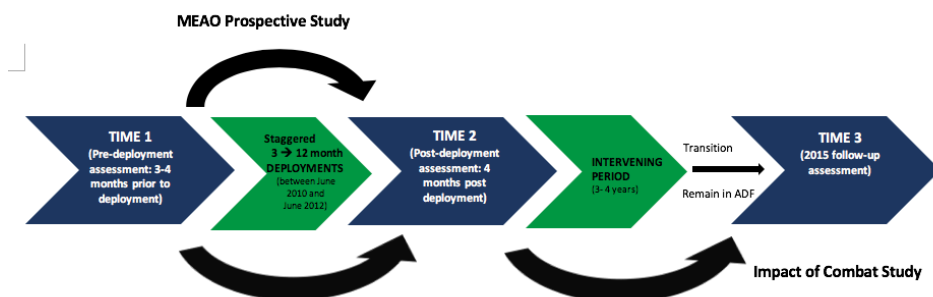 MEAO Prospective Study
TIME 1
(Pre-deployment
assessment: 3-4
months prior to
deployment)
Staggered
3 → 12 month
DEPLOYMENTS
(between June
2010 and
June 2012)
TIME 2
(Post-deployment
assessment: 4
months post
deployment)
INTERVENING
PERIOD
(3- 4 years)
Transition
Remain in ADF
TIME 3
(2015 follow-up
assessment)
Impact of Combat Study